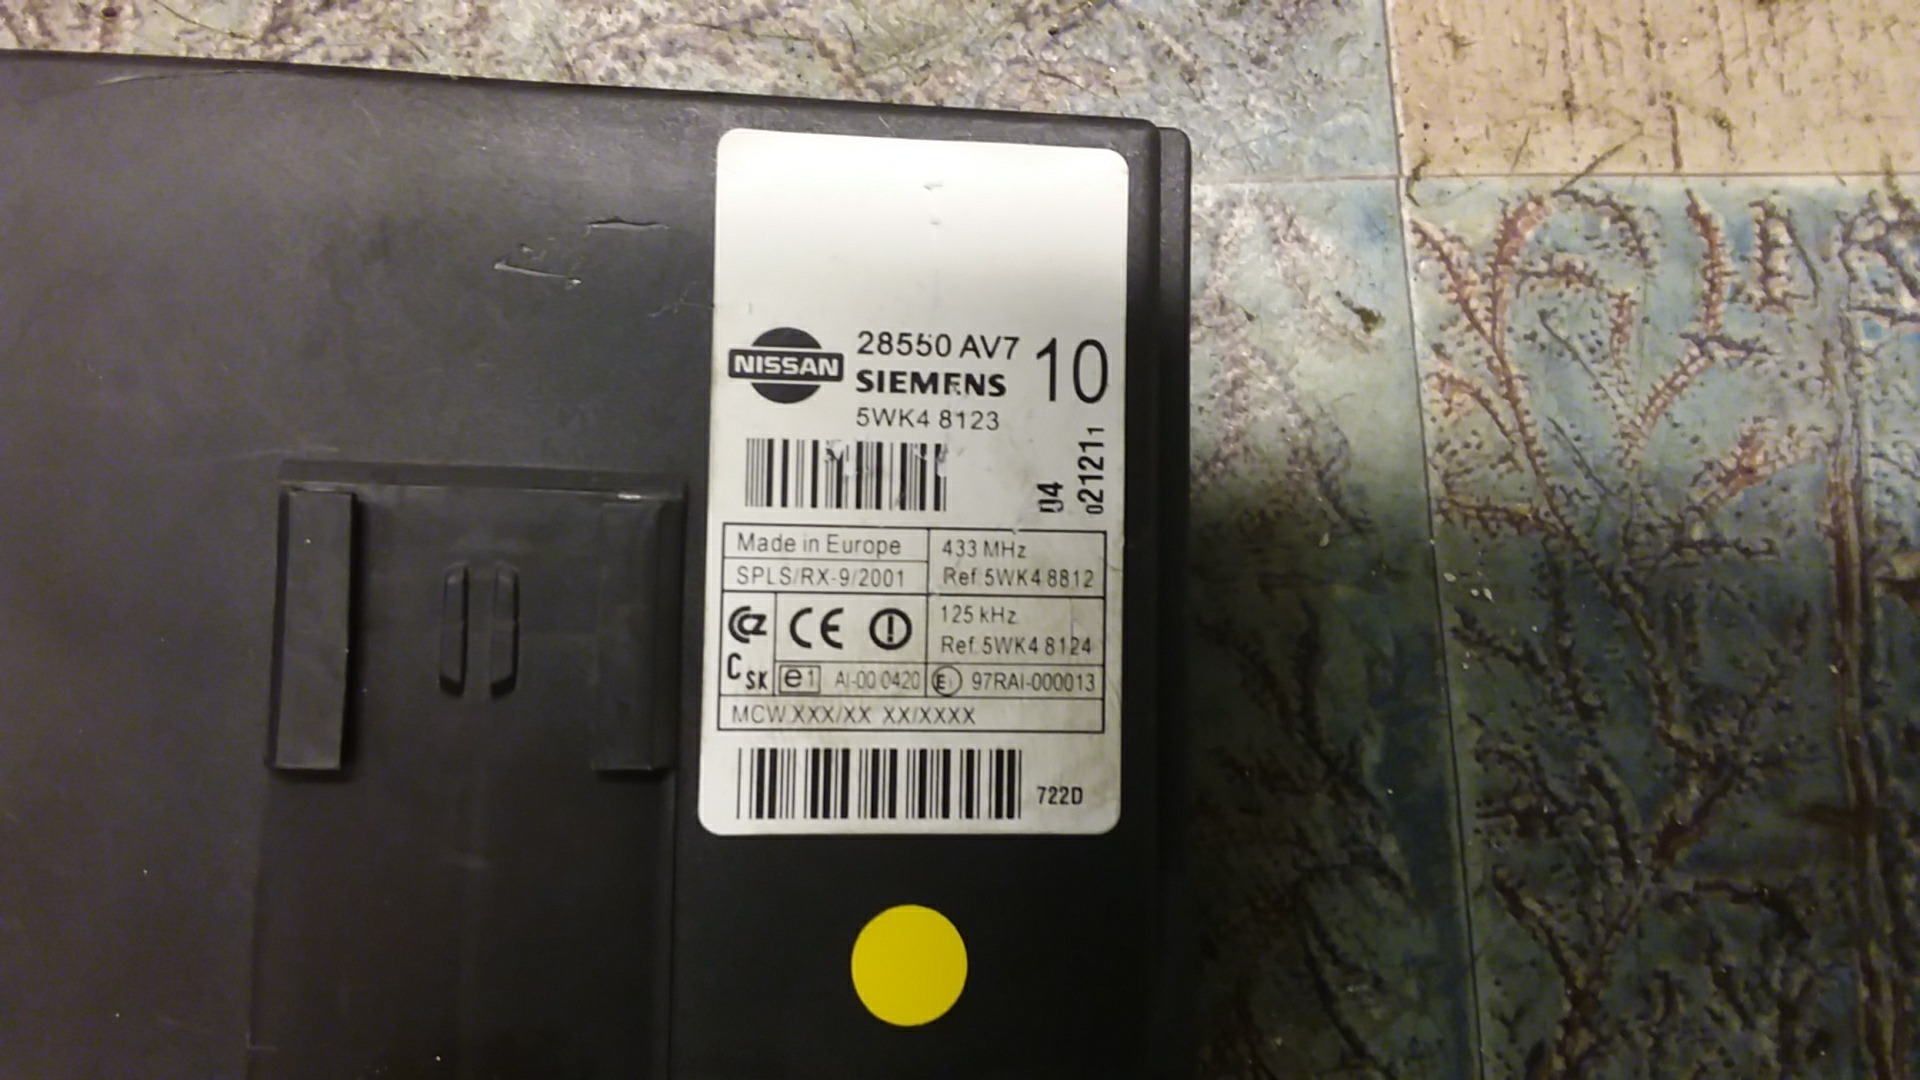 NISSAN
28550 AV7
10
SIEMENS
5WK4 8123
04
021211
Made in Europe
433 MHz
SPLS/RX-9/2001
Ref. 5WK4 8812
CZ
CE
125 kHz
Ref. 5WK4 8124
C SK
e1
AI-00 0420
E
97RAI-000013
MCW XXX/XX XX/XXXX
722D